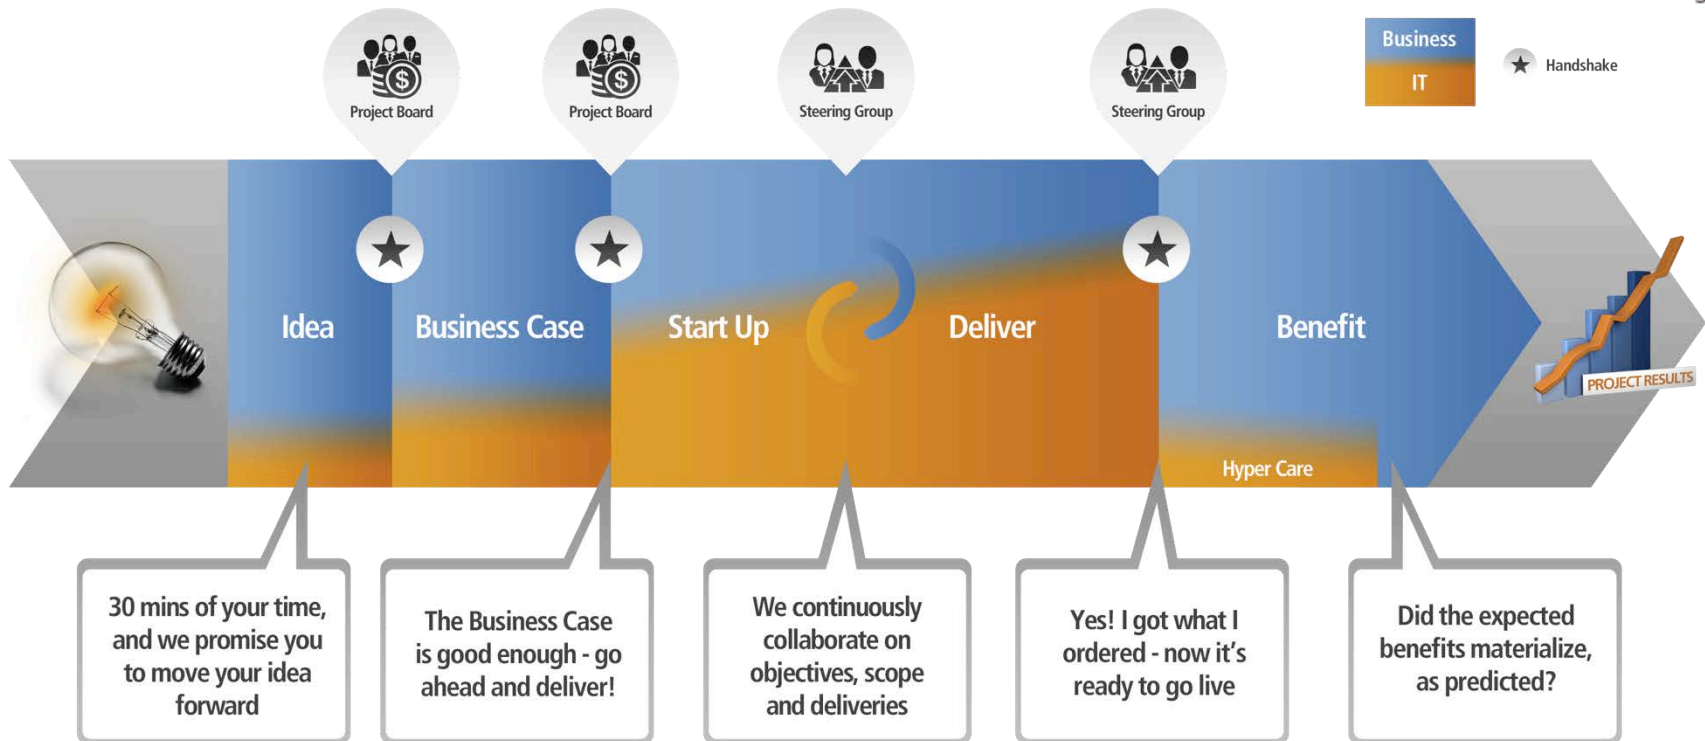 Project Board
Project Board
Steering Group
Steering Group
Business
IT
Handshake
Idea
Business Case
Start Up
Deliver
Benefit
PROJECT RESULTS
Hyper Care
30 mins of your time,
and we promise you
to move your idea
forward
The Business Case
is good enough - go
ahead and deliver!
We continuously
collaborate on
objectives, scope
and deliveries
Yes! I got what I
ordered - now it's
ready to go live
Did the expected
benefits materialize,
as predicted?